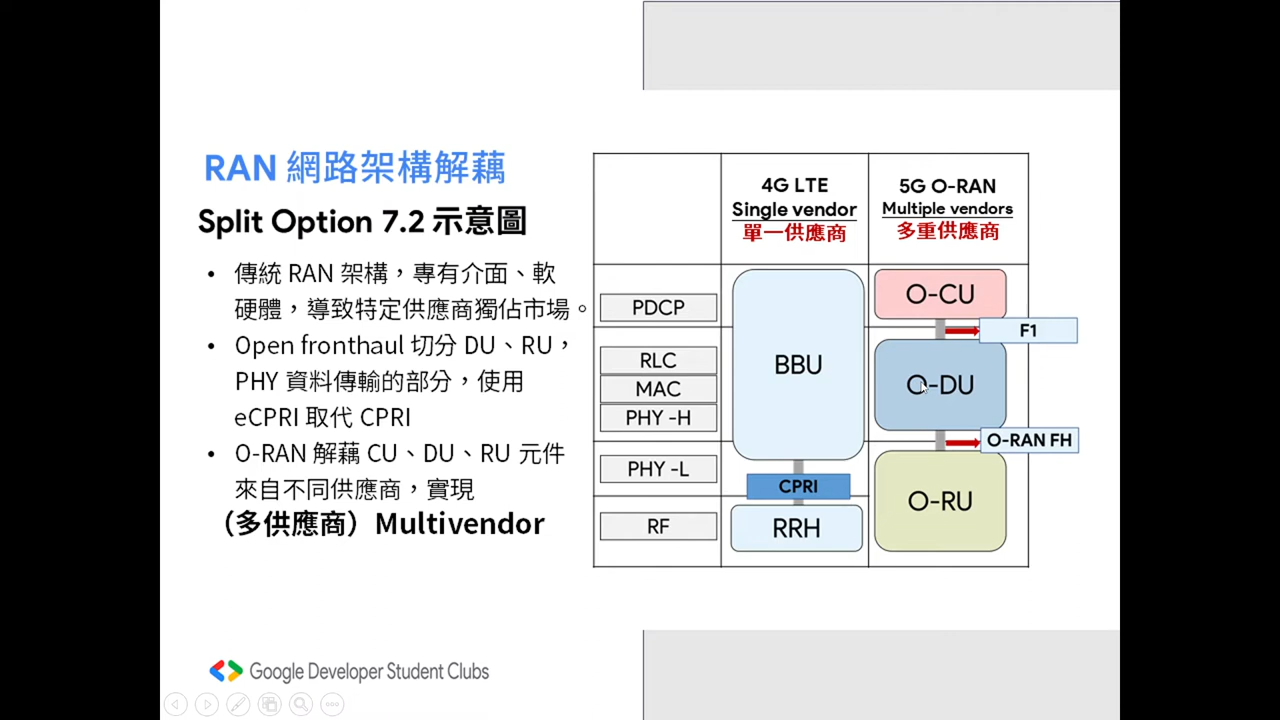 RAN 網路架構解藕
Split Option 7.2 示意圖
• 傳統 RAN 架構，專有介面、軟
硬體，導致特定供應商獨佔市場。
• Open fronthaul 切分 DU、RU，
PHY 資料傳輸的部分，使用
eCPRI 取代 CPRI
• O-RAN 解藕 CU、DU、RU 元件
來自不同供應商，實現
（多供應商）Multivendor
4G LTE
Single vendor
單一供應商
5G O-RAN
Multiple vendors
多重供應商
PDCP
RLC
MAC
PHY -H
PHY -L
RF
BBU
CPRI
RRH
O-CU
F1
O-DU
O-RAN FH
O-RU
Google Developer Student Clubs